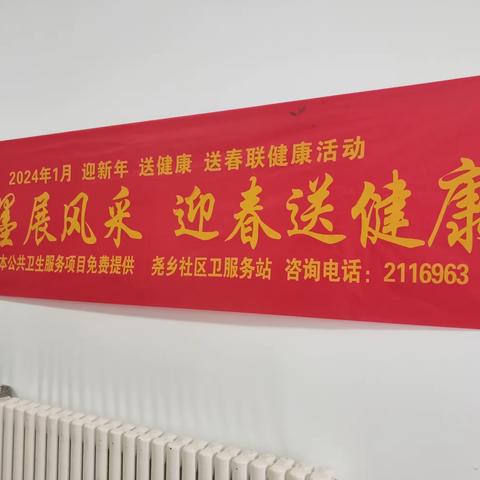 2024年1月 迎新年 送健康 送春联健康活动
墨展风采 迎春送健康
本公共卫生服务项目免费提供 尧乡社区卫服务站 咨询电话：2116963